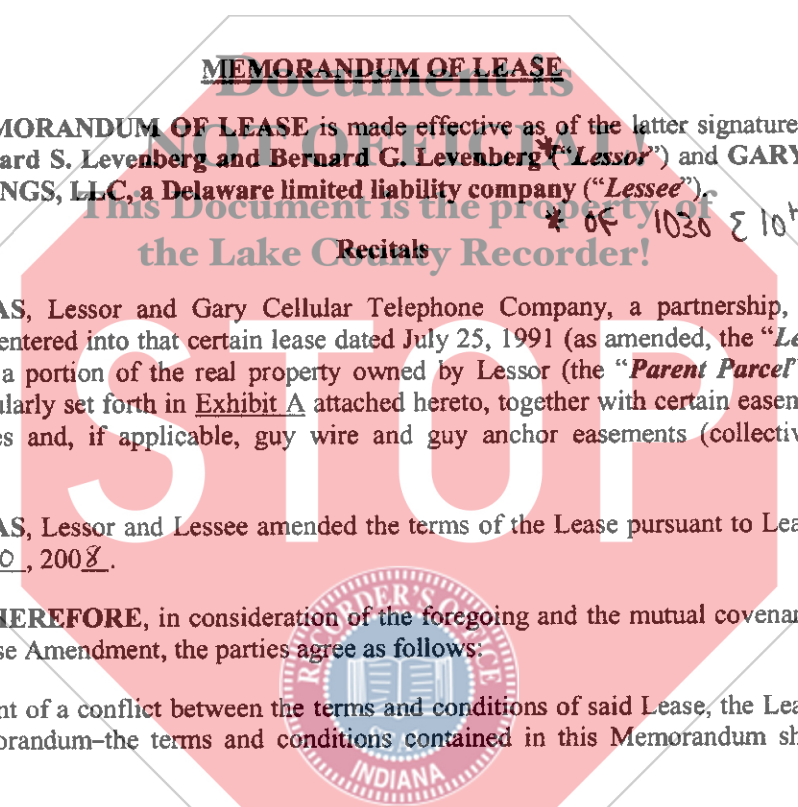 MEMORANDUM OF LEASE
Document is
MORANDUM OF LEASE is made effective as of the latter signature
NOT OFFICIAL!
ard S. Levenberg and Bernard G. Levenberg * ("Lessor") and GARY
NGS, LLC, a Delaware limited liability company ("Lessee").
This Document is the property of
* OF 1030 E 10th
Recitals
the Lake County Recorder!
AS, Lessor and Gary Cellular Telephone Company, a partnership,
entered into that certain lease dated July 25, 1991 (as amended, the "Le
a portion of the real property owned by Lessor (the "Parent Parcel"
ularly set forth in Exhibit A attached hereto, together with certain easem
es and, if applicable, guy wire and guy anchor easements (collectiv
STOP
AS, Lessor and Lessee amended the terms of the Lease pursuant to Lea
0, 2008.
HEREFORE, in consideration of the foregoing and the mutual covenan
se Amendment, the parties agree as follows:
RECORDER'S OFFICE
nt of a conflict between the terms and conditions of said Lease, the Lea
orandum–the terms and conditions contained in this Memorandum sh
INDIANA